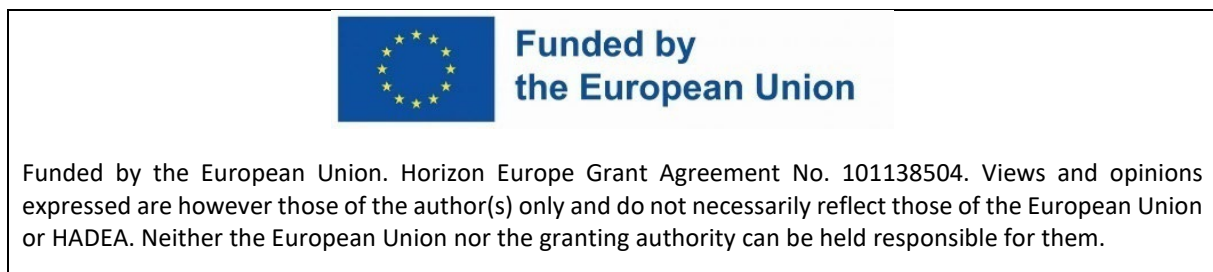 Funded by
the European Union
Funded by the European Union. Horizon Europe Grant Agreement No. 101138504. Views and opinions
expressed are however those of the author(s) only and do not necessarily reflect those of the European Union
or HADEA. Neither the European Union nor the granting authority can be held responsible for them.